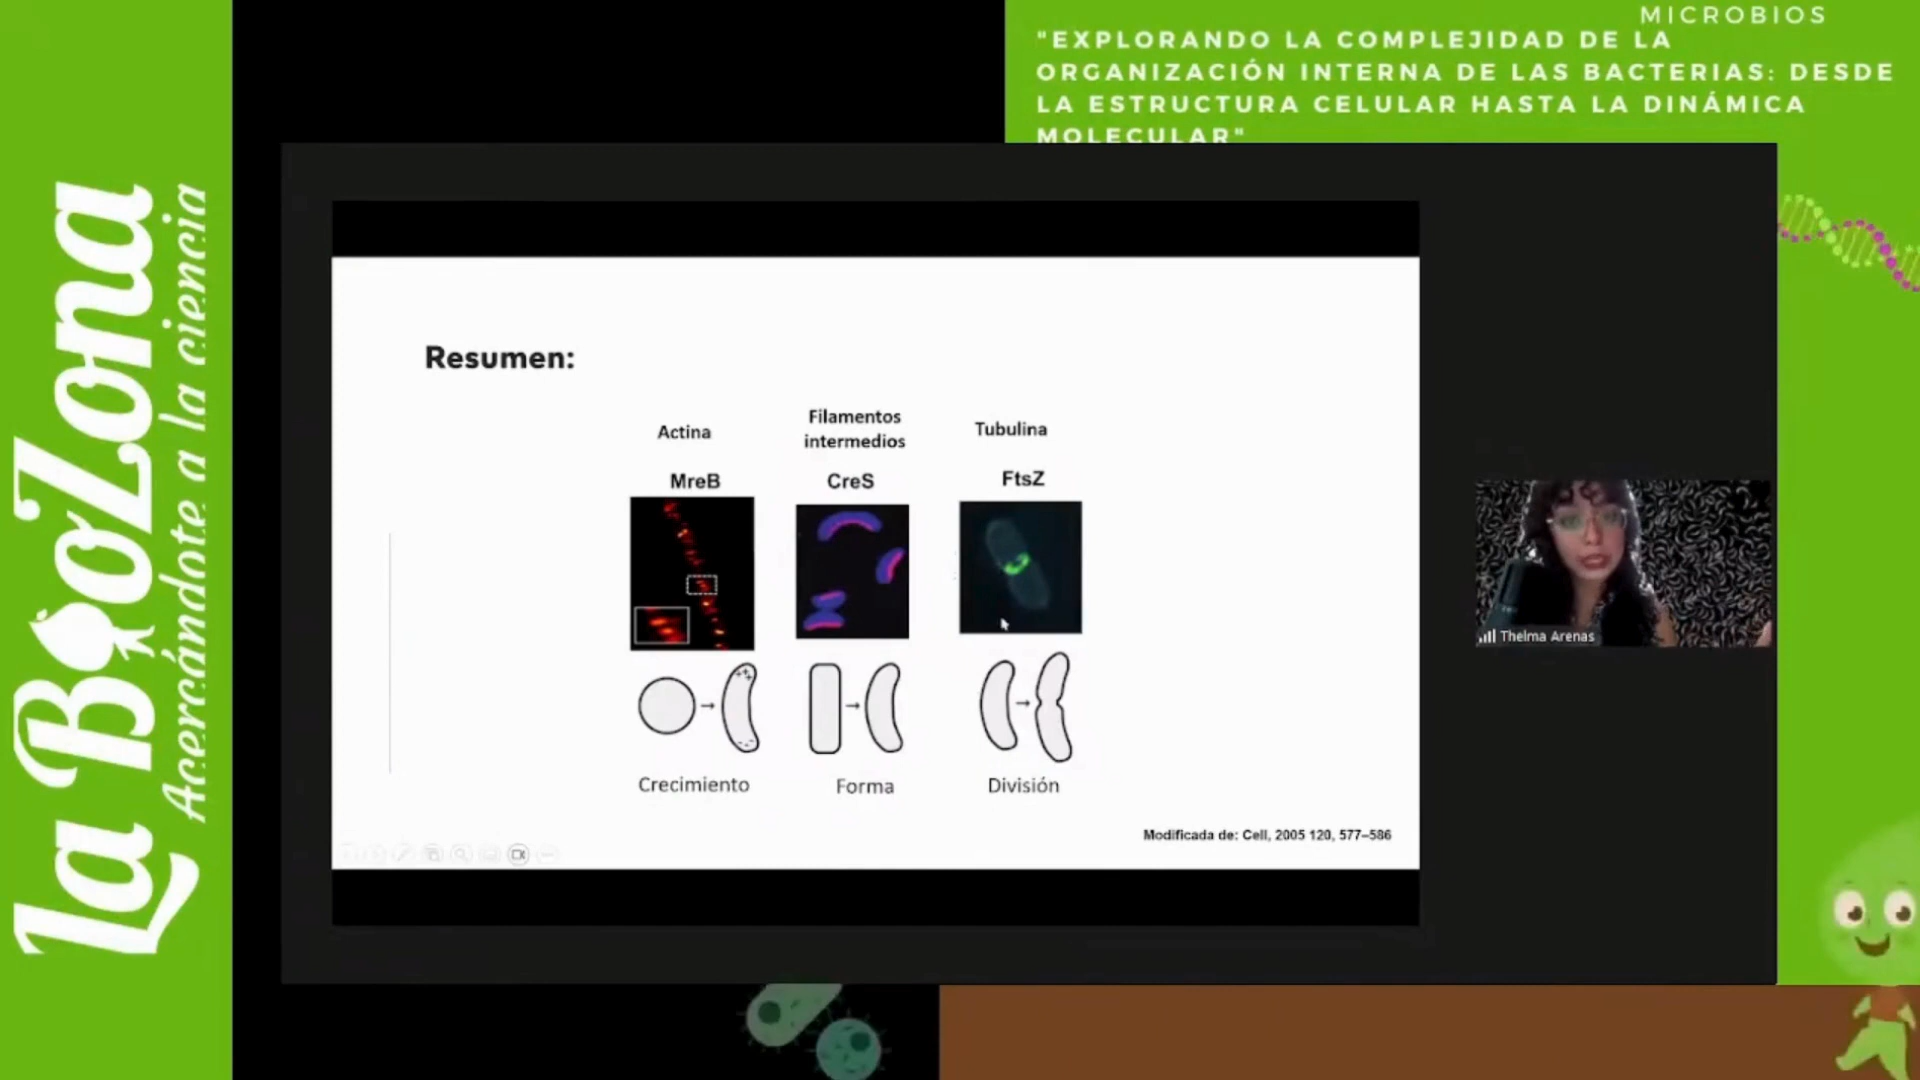 La BioZona
Acercándote a la ciencia
MICROBIOS
"EXPLORANDO LA COMPLEJIDAD DE LA
ORGANIZACIÓN INTERNA DE LAS BACTERIAS: DESDE
LA ESTRUCTURA CELULAR HASTA LA DINÁMICA
MOLECULAR"
Resumen:
Actina
Filamentos
intermedios
Tubulina
MreB
CreS
FtsZ
Crecimiento
Forma
División
Modificada de: Cell, 2005 120, 577–586
Thelma Arenas